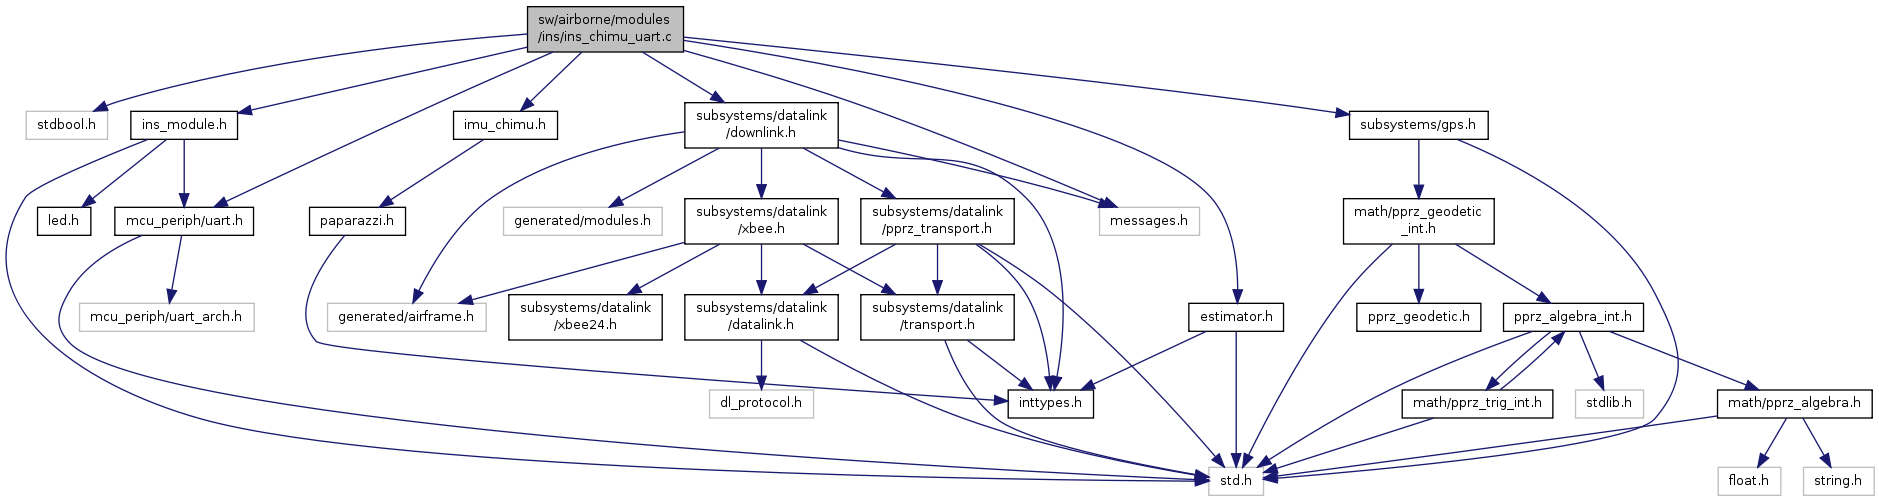 sw/airborne/modules
/ins/ins_chimu_uart.c
stdbool.h
ins_module.h
imu_chimu.h
subsystems/datalink
/downlink.h
subsystems/gps.h
led.h
mcu_periph/uart.h
paparazzi.h
generated/modules.h
subsystems/datalink
/xbee.h
subsystems/datalink
/pprz_transport.h
messages.h
math/pprz_geodetic
_int.h
mcu_periph/uart_arch.h
generated/airframe.h
subsystems/datalink
/xbee24.h
subsystems/datalink
/datalink.h
subsystems/datalink
/transport.h
estimator.h
pprz_geodetic.h
pprz_algebra_int.h
dl_protocol.h
inttypes.h
math/pprz_trig_int.h
stdlib.h
math/pprz_algebra.h
std.h
float.h
string.h